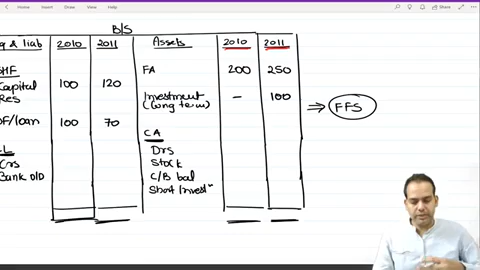 B/S
q & liab 2010 2011 Assets 2010 2011
SHF
Capital 100 120 FA 200 250
Res Investment (long term) - 100 ⇒ FFS
DF/loan 100 70
CA
CL Drs
Crs Stock
Bank O/D C/B bal
Short Invest"